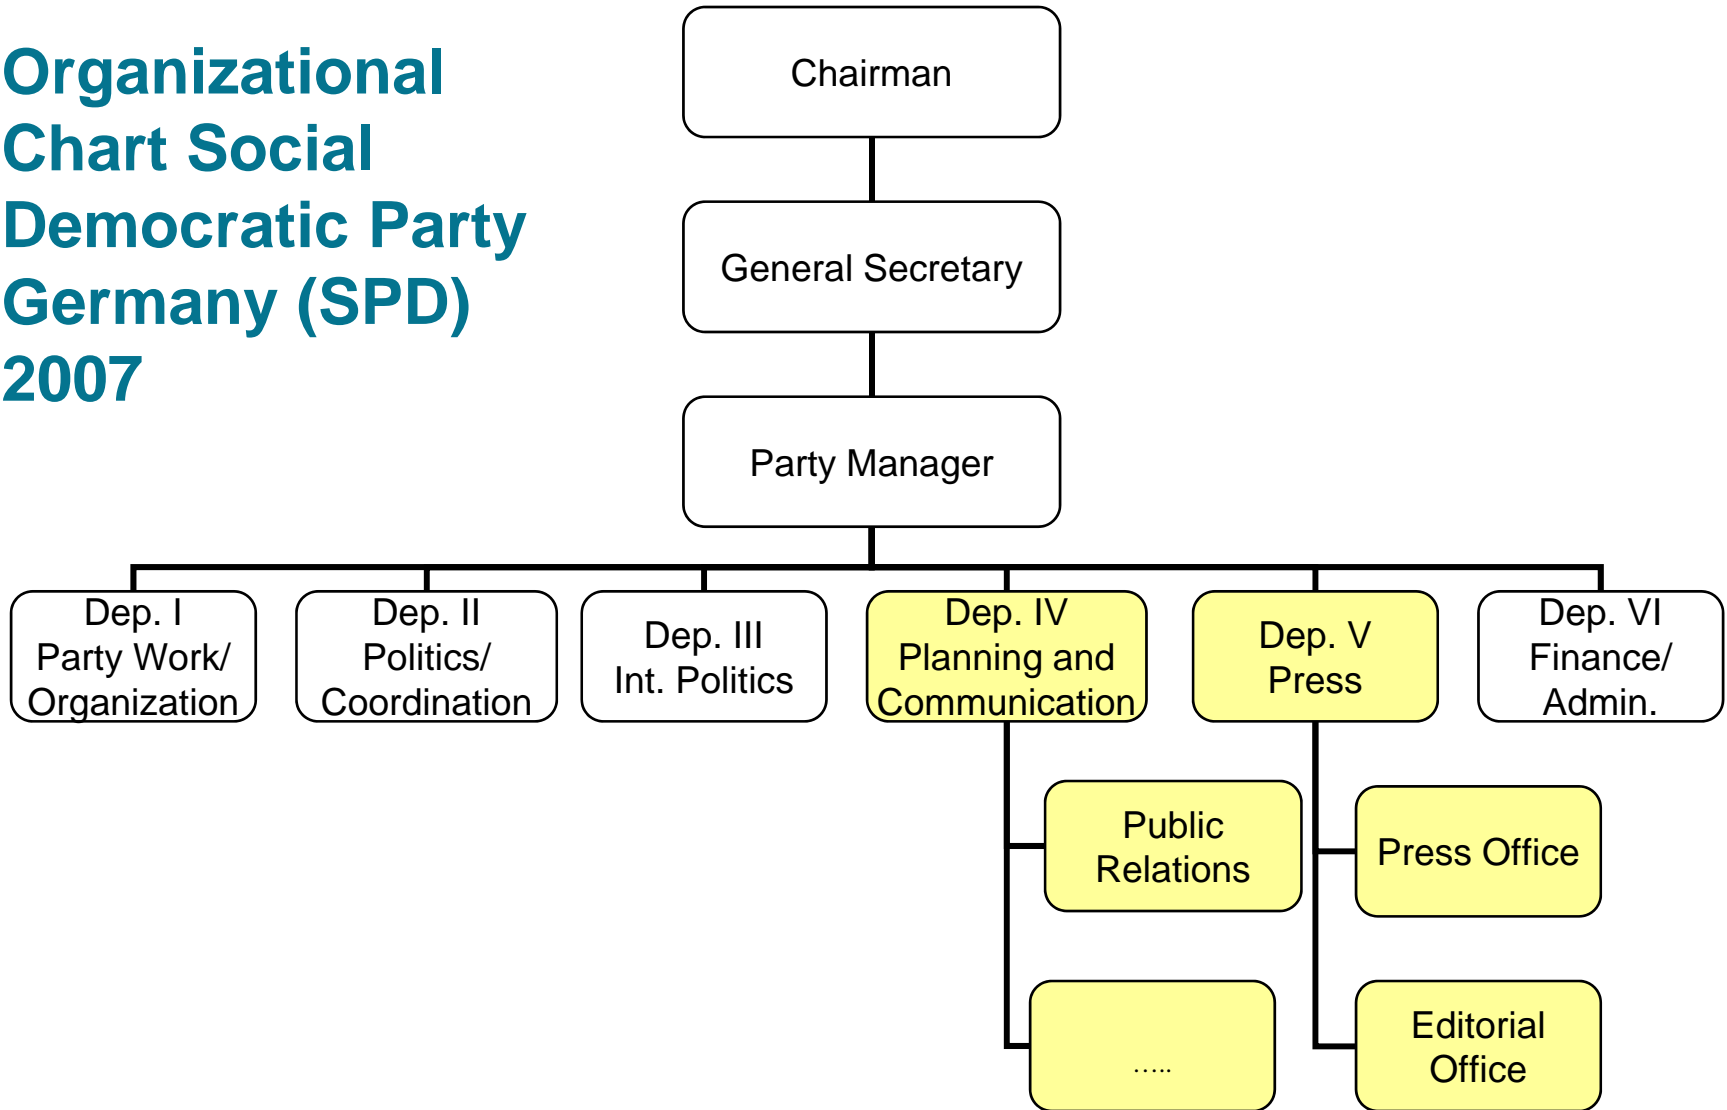 Organizational
Chart Social
Democratic Party
Germany (SPD)
2007
Chairman
General Secretary
Party Manager
Dep. I
Party Work/
Organization
Dep. II
Politics/
Coordination
Dep. III
Int. Politics
Dep. IV
Planning and
Communication
Dep. V
Press
Dep. VI
Finance/
Admin.
Public
Relations
Press Office
…..
Editorial
Office